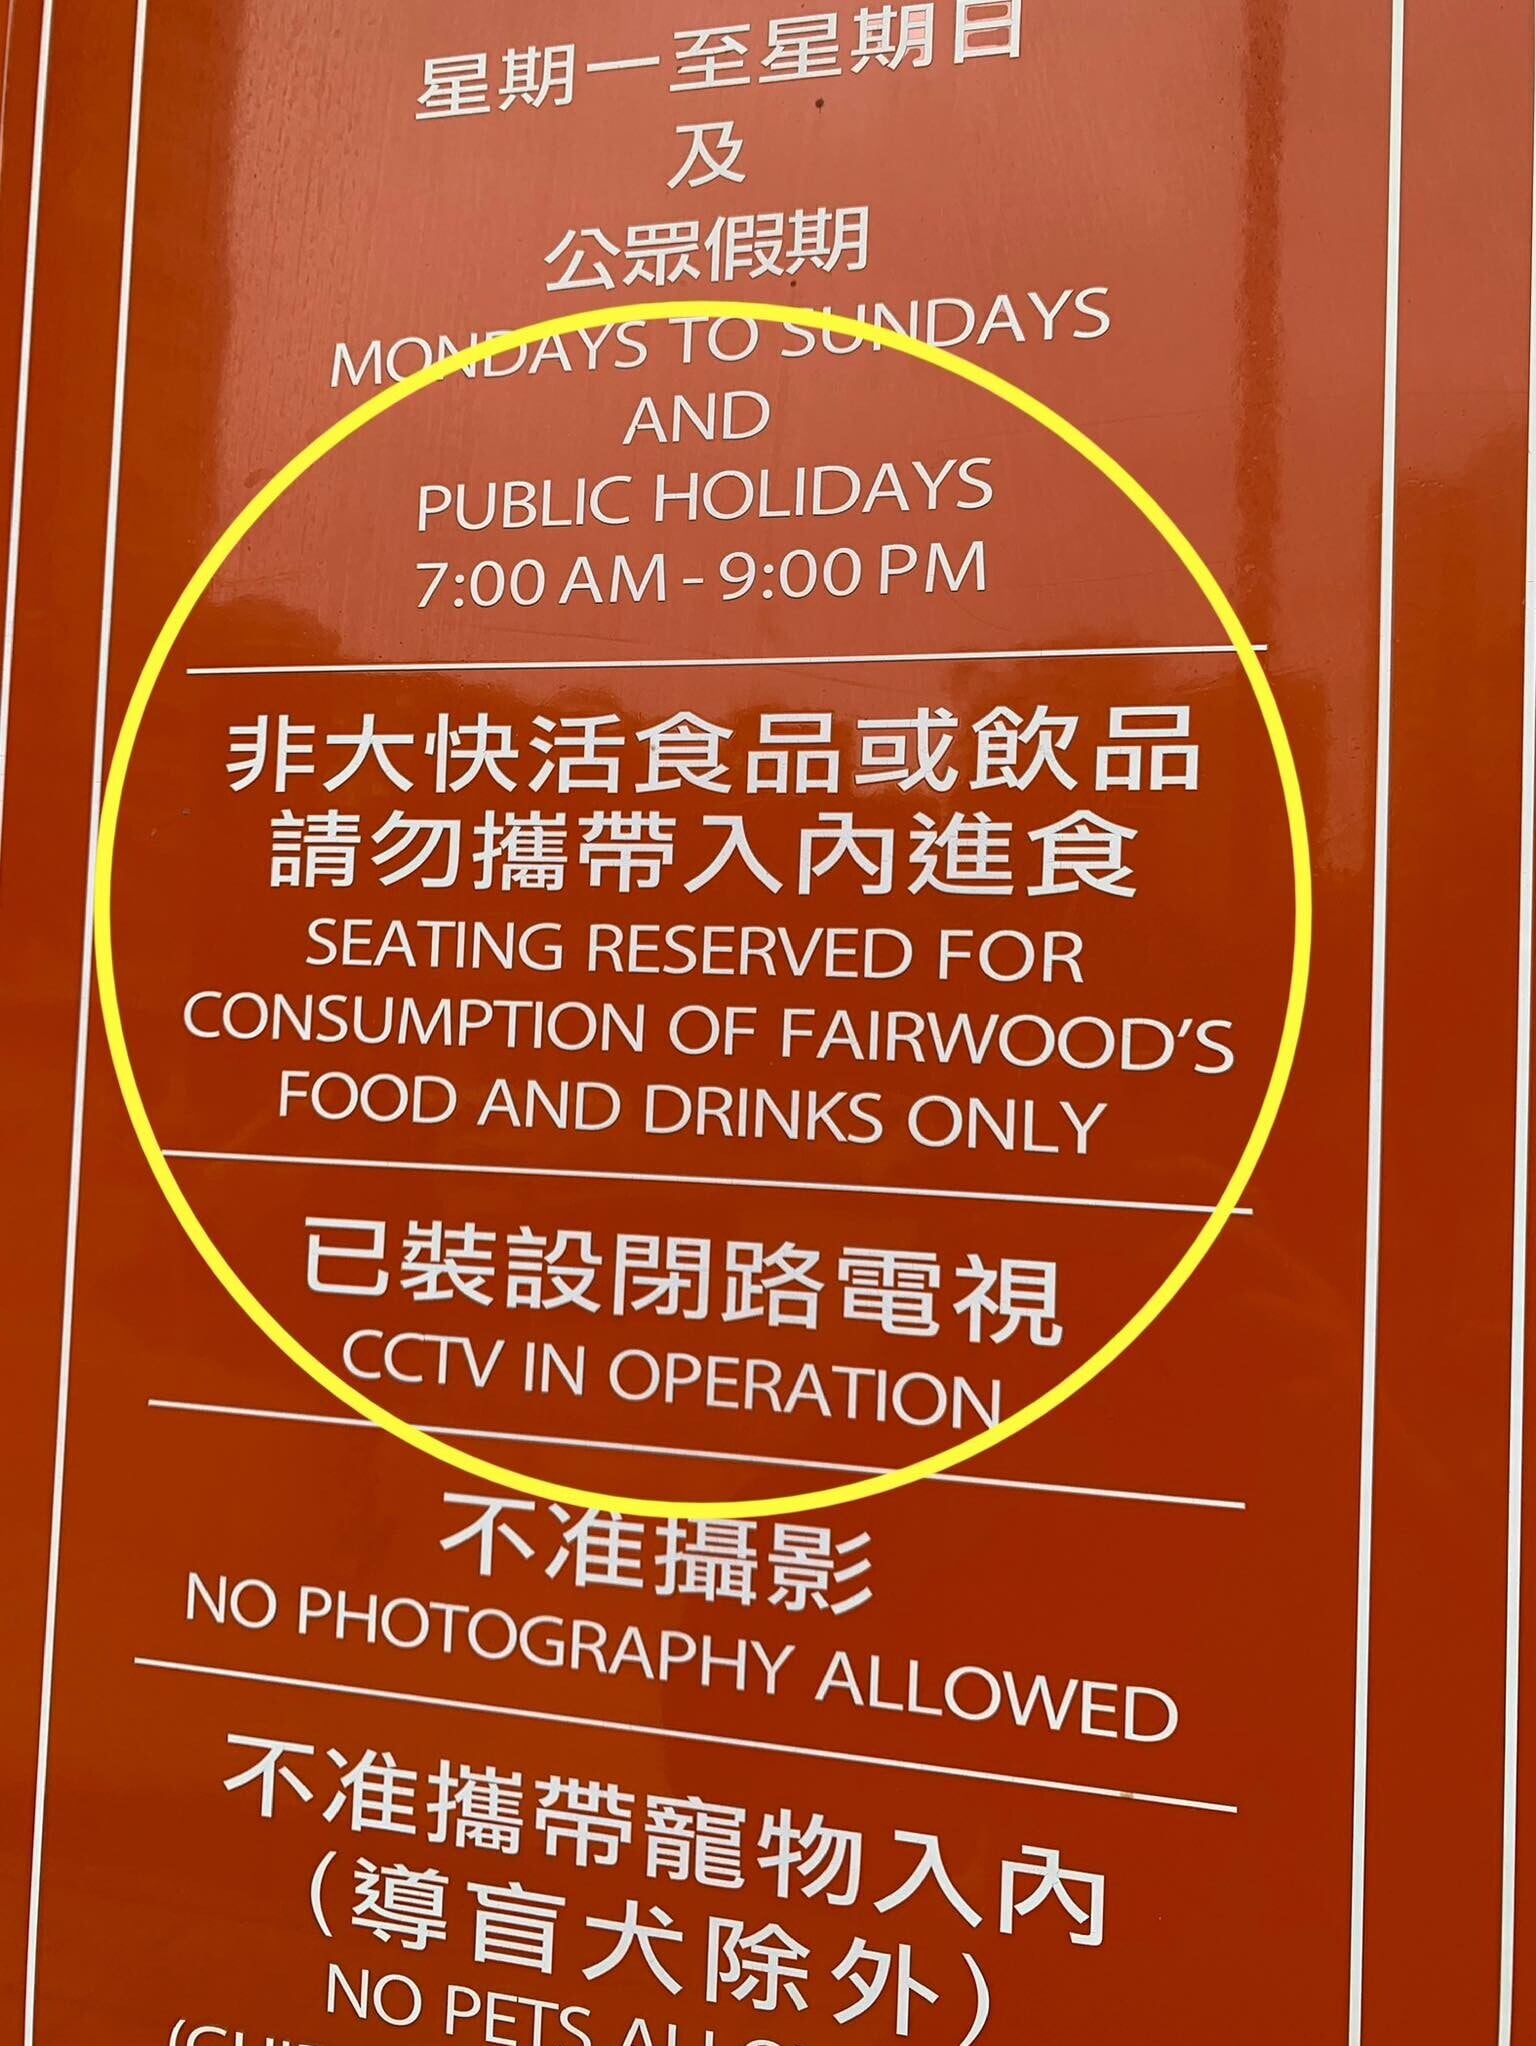 星期一至星期日
及
公眾假期
MONDAYS TO SUNDAYS
AND
PUBLIC HOLIDAYS
7:00 AM - 9:00 PM
非大快活食品或飲品
請勿攜帶入內進食
SEATING RESERVED FOR
CONSUMPTION OF FAIRWOOD'S
FOOD AND DRINKS ONLY
已裝設閉路電視
CCTV IN OPERATION
不准攝影
NO PHOTOGRAPHY ALLOWED
不准攜帶寵物入內
(導盲犬除外)
NO PETS